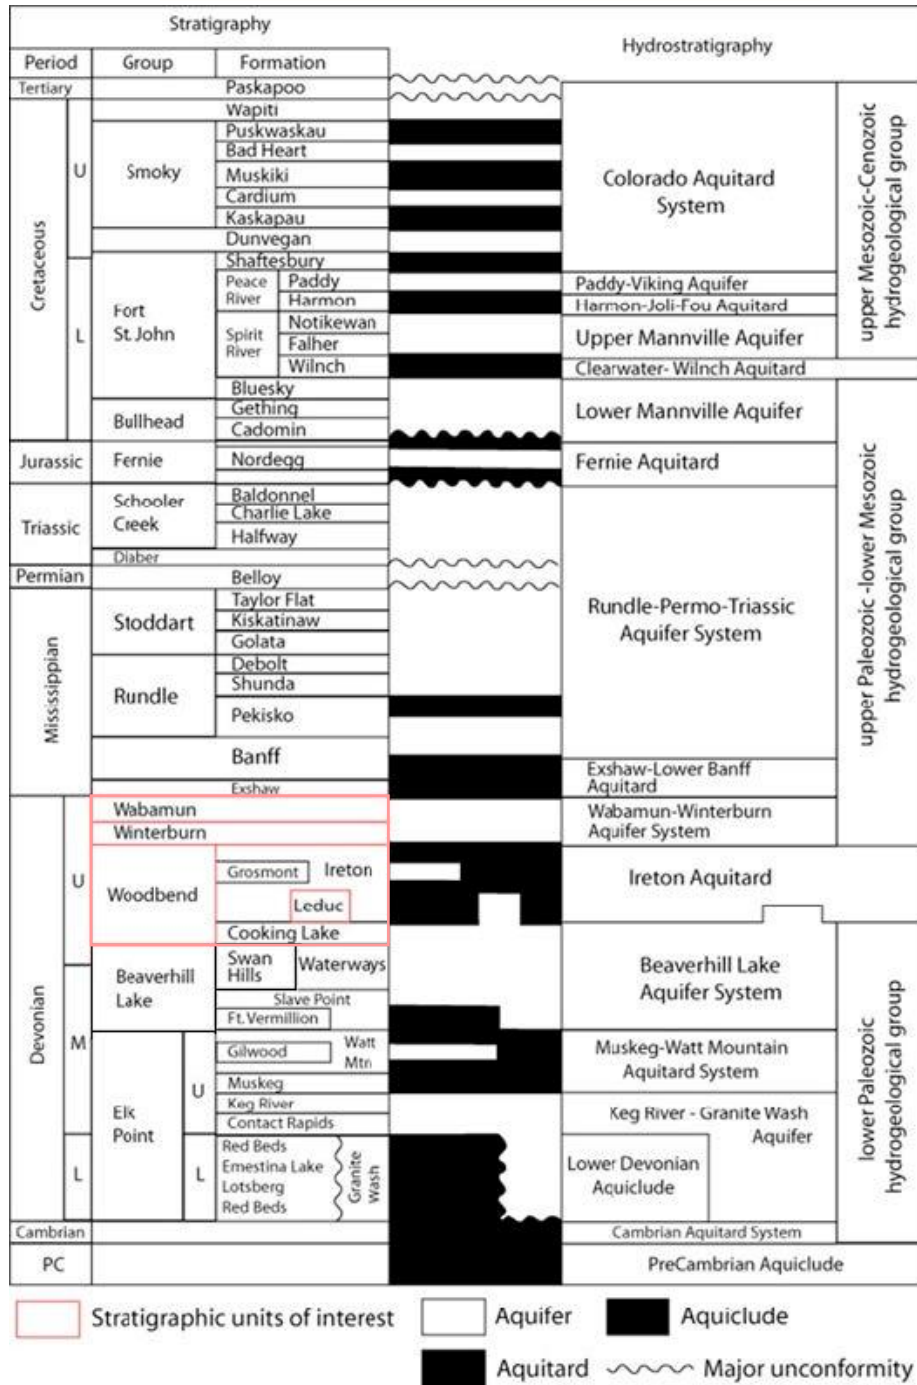 Stratigraphy
Hydrostratigraphy
Period
Group
Formation
Tertiary
Paskapoo
Cretaceous
U
Wapiti
Smoky
Puskwaskau
Bad Heart
Muskiki
Cardium
Kaskapau
Dunvegan
Colorado Aquitard
System
upper Mesozoic-Cenozoic
hydrogeological group
L
Fort
St. John
Shaftesbury
Peace
River
Paddy
Harmon
Paddy-Viking Aquifer
Harmon-Joli-Fou Aquitard
Spirit
River
Notikewan
Falher
Wilnch
Upper Mannville Aquifer
Clearwater- Wilnch Aquitard
Bluesky
Bullhead
Gething
Cadomin
Lower Mannville Aquifer
Jurassic
Fernie
Nordegg
Fernie Aquitard
Triassic
Schooler
Creek
Baldonnel
Charlie Lake
Halfway
Diaber
Permian
Belloy
Rundle-Permo-Triassic
Aquifer System
upper Paleozoic -lower Mesozoic
hydrogeological group
Mississippian
Stoddart
Taylor Flat
Kiskatinaw
Golata
Rundle
Debolt
Shunda
Pekisko
Banff
Exshaw
Exshaw-Lower Banff
Aquitard
Devonian
U
Wabamun
Winterburn
Wabamun-Winterburn
Aquifer System
Woodbend
Grosmont
Ireton
Leduc
Cooking Lake
Ireton Aquitard
M
Beaverhill
Lake
Swan
Hills
Waterways
Slave Point
Ft. Vermillion
Beaverhill Lake
Aquifer System
lower Paleozoic
hydrogeological group
Elk
Point
U
Gilwood
Watt
Mtn
Muskeg
Keg River
Contact Rapids
Muskeg-Watt Mountain
Aquitard System
Keg River - Granite Wash
Aquifer
L
L
Red Beds
Ernestina Lake
Lotsberg
Red Beds
Granite
Wash
Lower Devonian
Aquiclude
Cambrian
Cambrian Aquitard System
PC
PreCambrian Aquiclude
Stratigraphic units of interest
Aquifer
Aquiclude
Aquitard
Major unconformity